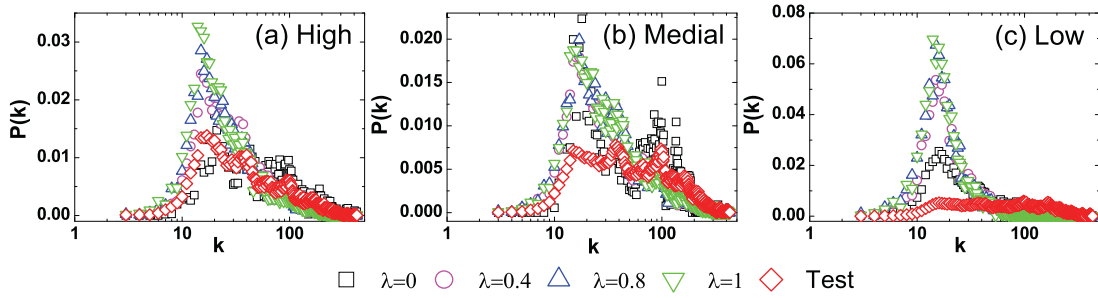 (a) High
(b) Medial
(c) Low
P(k)
0.03
0.02
0.01
0.00
1
10
100
k
P(k)
0.020
0.015
0.010
0.005
0.000
1
10
100
k
P(k)
0.08
0.06
0.04
0.02
0.00
1
10
100
k
λ=0
λ=0.4
λ=0.8
λ=1
Test